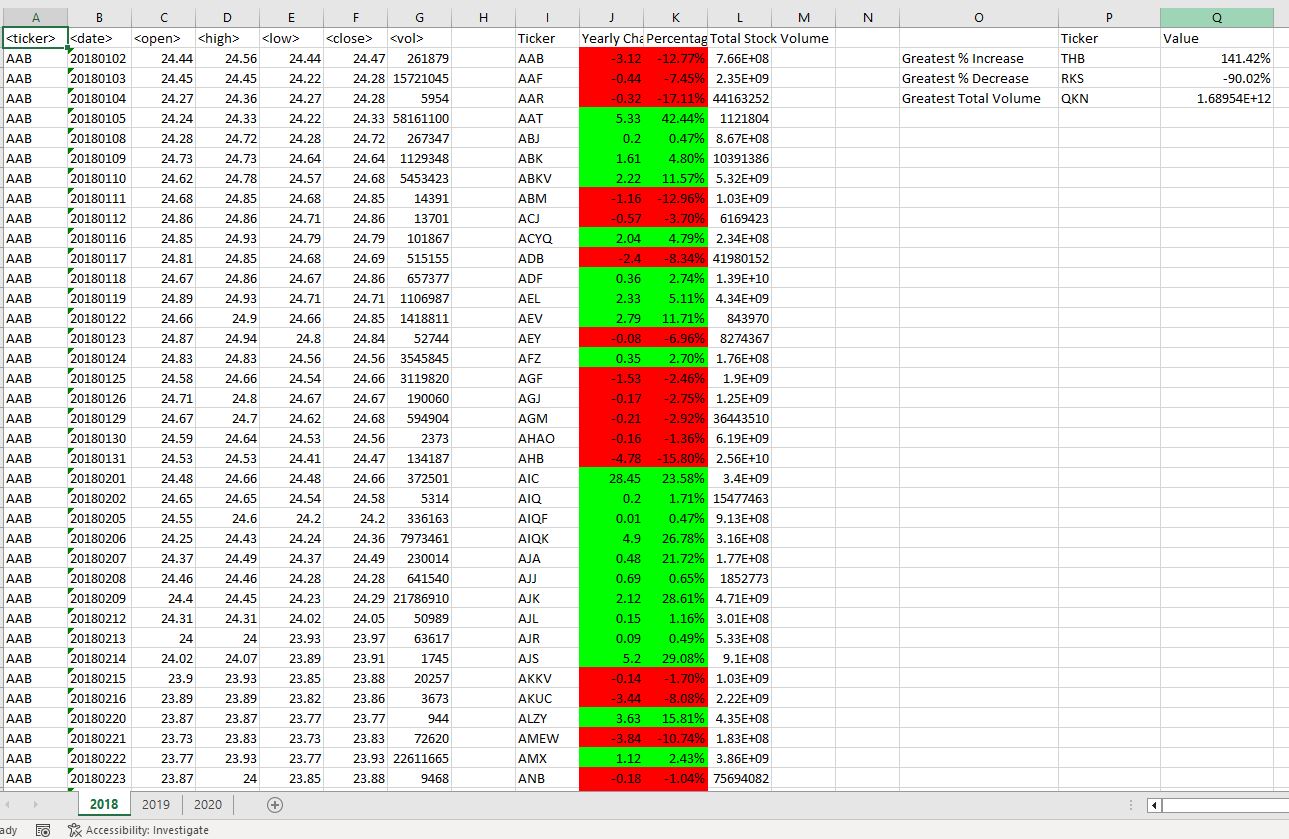 A B C D E F G H I J K L M N O P Q
<ticker> <date> <open> <high> <low> <close> <vol> Ticker Yearly Cha Percentag Total Stock Volume Ticker Value
AAB 20180102 24.44 24.56 24.44 24.47 261879 AAB -3.12 -12.77% 7.66E+08 Greatest % Increase THB 141.42%
AAB 20180103 24.45 24.45 24.22 24.28 15721045 AAF -0.44 -7.45% 2.35E+09 Greatest % Decrease RKS -90.02%
AAB 20180104 24.27 24.36 24.27 24.28 5954 AAR -0.32 -17.11% 44163252 Greatest Total Volume QKN 1.68954E+12
AAB 20180105 24.24 24.33 24.22 24.33 58161100 AAT 5.33 42.44% 1121804
AAB 20180108 24.28 24.72 24.28 24.72 267347 ABJ 0.2 0.47% 8.67E+08
AAB 20180109 24.73 24.73 24.64 24.64 1129348 ABK 1.61 4.80% 10391386
AAB 20180110 24.62 24.78 24.57 24.68 5453423 ABKV 2.22 11.57% 5.32E+09
AAB 20180111 24.68 24.85 24.68 24.85 14391 ABM -1.16 -12.96% 1.03E+09
AAB 20180112 24.86 24.86 24.71 24.86 13701 ACJ -0.57 -3.70% 6169423
AAB 20180116 24.85 24.93 24.79 24.79 101867 ACYQ 2.04 4.79% 2.34E+08
AAB 20180117 24.81 24.85 24.68 24.69 515155 ADB -2.4 -8.34% 41980152
AAB 20180118 24.67 24.86 24.67 24.86 657377 ADF 0.36 2.74% 1.39E+10
AAB 20180119 24.89 24.93 24.71 24.71 1106987 AEL 2.33 5.11% 4.34E+09
AAB 20180122 24.66 24.9 24.66 24.85 1418811 AEV 2.79 11.71% 843970
AAB 20180123 24.87 24.94 24.8 24.84 52744 AEY -0.08 -6.96% 8274367
AAB 20180124 24.83 24.83 24.56 24.56 3545845 AFZ 0.35 2.70% 1.76E+08
AAB 20180125 24.58 24.66 24.54 24.66 3119820 AGF -1.53 -2.46% 1.9E+09
AAB 20180126 24.71 24.8 24.67 24.67 190060 AGJ -0.17 -2.75% 1.25E+09
AAB 20180129 24.67 24.7 24.62 24.68 594904 AGM -0.21 -2.92% 36443510
AAB 20180130 24.59 24.64 24.53 24.56 2373 AHAO -0.16 -1.36% 6.19E+09
AAB 20180131 24.53 24.53 24.41 24.47 134187 AHB -4.78 -15.80% 2.56E+10
AAB 20180201 24.48 24.66 24.48 24.66 372501 AIC 28.45 23.58% 3.4E+09
AAB 20180202 24.65 24.65 24.54 24.58 5314 AIQ 0.2 1.71% 15477463
AAB 20180205 24.55 24.6 24.2 24.2 336163 AIQF 0.01 0.47% 9.13E+08
AAB 20180206 24.25 24.43 24.24 24.36 7973461 AIQK 4.9 26.78% 3.16E+08
AAB 20180207 24.37 24.49 24.37 24.49 230014 AJA 0.48 21.72% 1.77E+08
AAB 20180208 24.46 24.46 24.28 24.28 641540 AJJ 0.69 0.65% 1852773
AAB 20180209 24.4 24.45 24.23 24.29 21786910 AJK 2.12 28.61% 4.71E+09
AAB 20180212 24.31 24.31 24.02 24.05 50989 AJL 0.15 1.16% 3.01E+08
AAB 20180213 24 24 23.93 23.97 63617 AJR 0.09 0.49% 5.33E+08
AAB 20180214 24.02 24.07 23.89 23.91 1745 AJS 5.2 29.08% 9.1E+08
AAB 20180215 23.9 23.93 23.85 23.88 20257 AKKV -0.14 -1.70% 1.03E+09
AAB 20180216 23.89 23.89 23.82 23.86 3673 AKUC -3.44 -8.08% 2.22E+09
AAB 20180220 23.87 23.87 23.77 23.77 944 ALZY 3.63 15.81% 4.35E+08
AAB 20180221 23.73 23.83 23.73 23.83 72620 AMEW -3.84 -10.74% 1.83E+08
AAB 20180222 23.77 23.93 23.77 23.93 22611665 AMX 1.12 2.43% 3.86E+09
AAB 20180223 23.87 24 23.85 23.88 9468 ANB -0.18 -1.04% 75694082
2018 2019 2020
ady Accessibility: Investigate